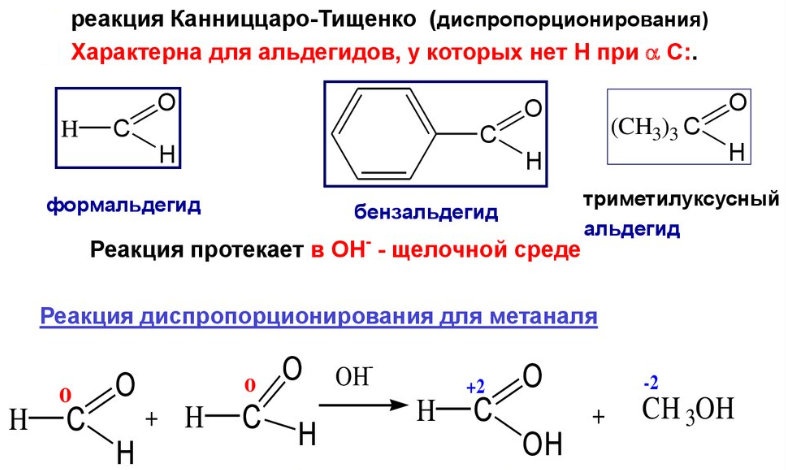 реакция Канниццаро-Тищенко (диспропорционирования)
Характерна для альдегидов, у которых нет Н при α С:.
H C O H
C O H
(CH₃)₃ C O H
формальдегид
бензальдегид
триметилуксусный
альдегид
Реакция протекает в ОН⁻ - щелочной среде
Реакция диспропорционирования для метаналя
H C 0 O H + H C 0 O H OH⁻ H C +2 O OH + -2 CH₃OH